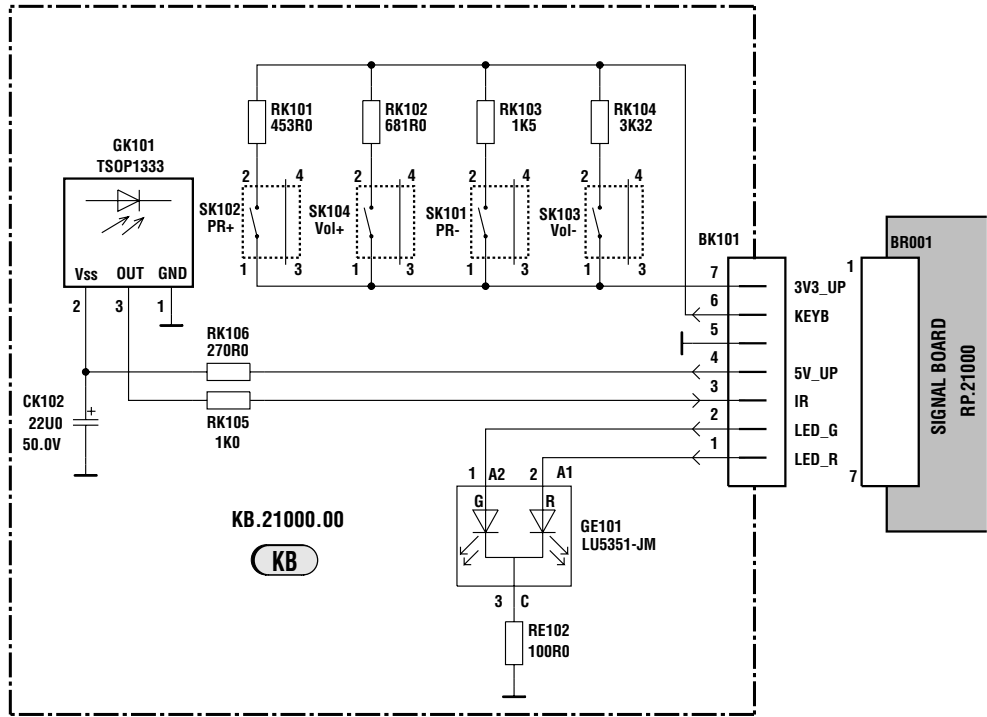 RK101
453R0
RK102
681R0
RK103
1K5
RK104
3K32
GK101
TSOP1333
Vss OUT GND
2 3 1
2 4
SK102
PR+
1 3
2 4
SK104
Vol+
1 3
2 4
SK101
PR-
1 3
2 4
SK103
Vol-
1 3
BK101
7 3V3_UP
6 KEYB
5
4 5V_UP
3 IR
2 LED_G
1 LED_R
BR001
1
7
SIGNAL BOARD
RP.21000
RK106
270R0
RK105
1K0
CK102
22U0
50.0V
+
KB.21000.00
KB
1 A2 2 A1
G R
GE101
LU5351-JM
3 C
RE102
100R0